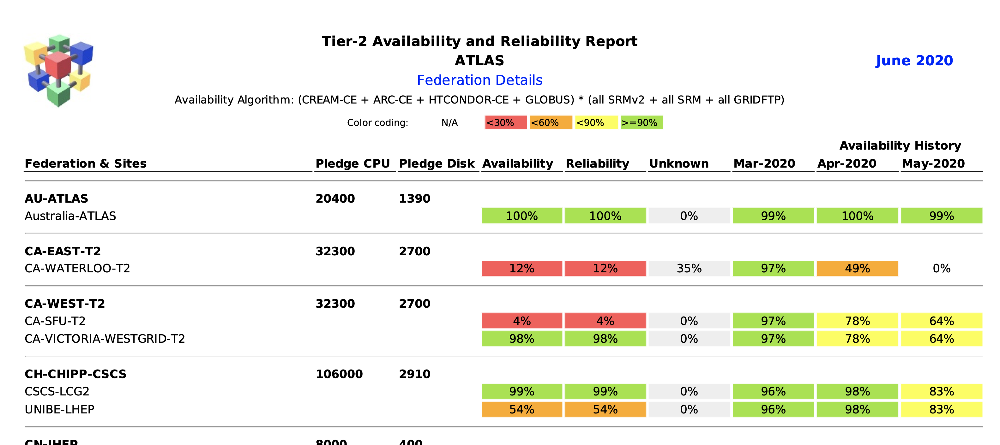 Tier-2 Availability and Reliability Report
ATLAS
June 2020
Federation Details
Availability Algorithm: (CREAM-CE + ARC-CE + HTCONDOR-CE + GLOBUS) * (all SRMv2 + all SRM + all GRIDFTP)
Color coding: N/A <30% <60% <90% >=90%
Availability History
Federation & Sites Pledge CPU Pledge Disk Availability Reliability Unknown Mar-2020 Apr-2020 May-2020
AU-ATLAS 20400 1390
Australia-ATLAS 100% 100% 0% 99% 100% 99%
CA-EAST-T2 32300 2700
CA-WATERLOO-T2 12% 12% 35% 97% 49% 0%
CA-WEST-T2 32300 2700
CA-SFU-T2 4% 4% 0% 97% 78% 64%
CA-VICTORIA-WESTGRID-T2 98% 98% 0% 97% 78% 64%
CH-CHIPP-CSCS 106000 2910
CSCS-LCG2 99% 99% 0% 96% 98% 83%
UNIBE-LHEP 54% 54% 0% 96% 98% 83%
CN-IHEP 8000 400